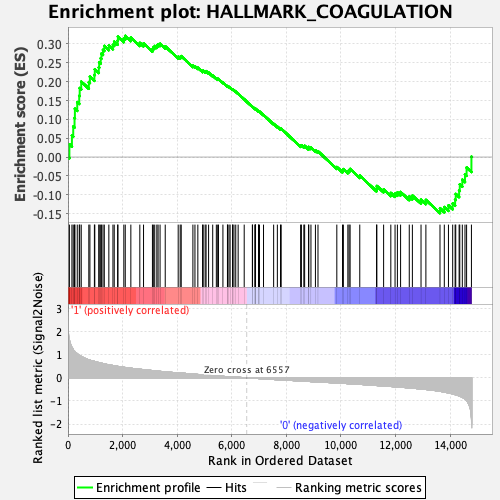 Enrichment plot: HALLMARK_COAGULATION
Enrichment score (ES)
0.30
0.25
0.20
0.15
0.10
0.05
0.00
-0.05
-0.10
-0.15
'1' (positively correlated)
Ranked list metric (Signal2Noise)
3
2
1
0
-1
-2
Zero cross at 6557
'0' (negatively correlated)
0 2,000 4,000 6,000 8,000 10,000 12,000 14,000
Rank in Ordered Dataset
Enrichment profile Hits Ranking metric scores